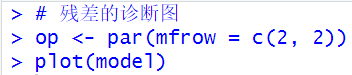 > # 残差的诊断图
> op <- par(mfrow = c(2, 2))
> plot(model)